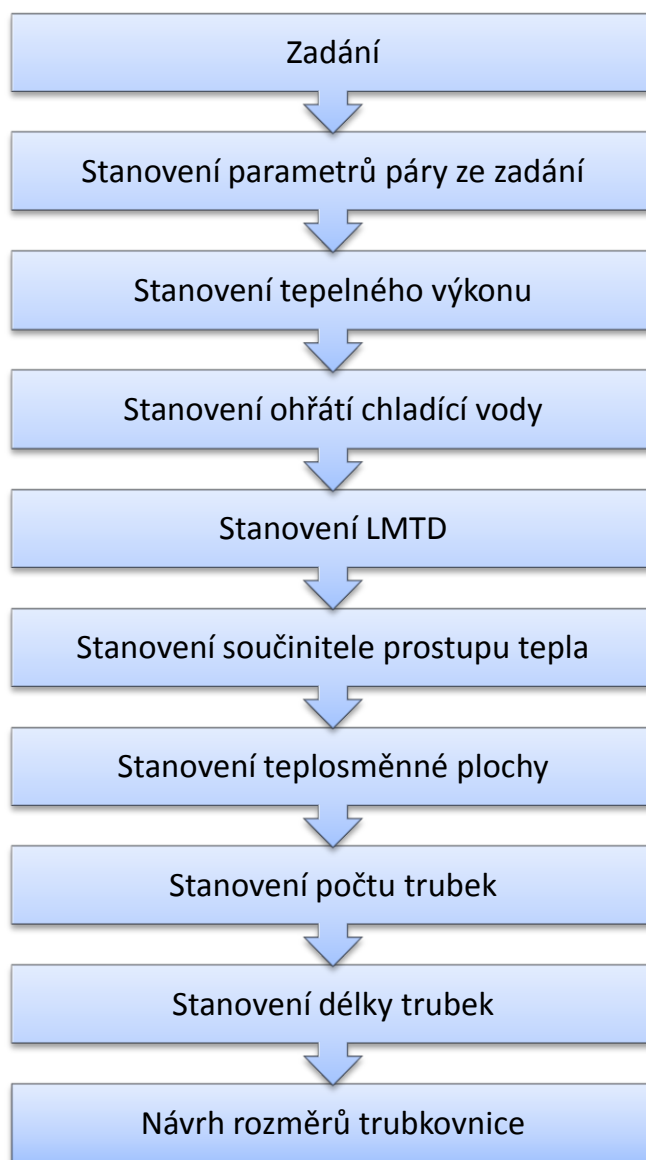 Zadání
Stanovení parametrů páry ze zadání
Stanovení tepelného výkonu
Stanovení ohřátí chladící vody
Stanovení LMTD
Stanovení součinitele prostupu tepla
Stanovení teplosměnné plochy
Stanovení počtu trubek
Stanovení délky trubek
Návrh rozměrů trubkovnice